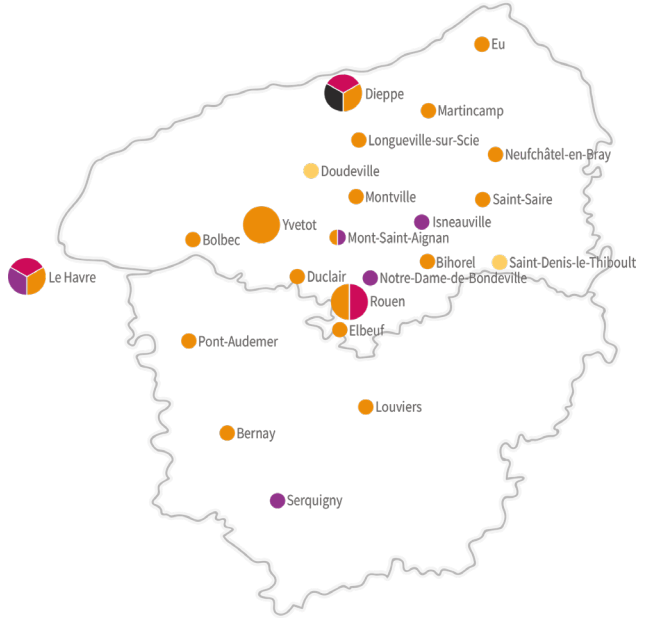 Eu
Dieppe
Martincamp
Longueville-sur-Scie
Neufchâtel-en-Bray
Doudeville
Montville
Saint-Saire
Isneauville
Yvetot
Mont-Saint-Aignan
Bolbec
Bihorel
Saint-Denis-le-Thiboult
Le Havre
Duclair
Notre-Dame-de-Bondeville
Rouen
Elbeuf
Pont-Audemer
Louviers
Bernay
Serquigny